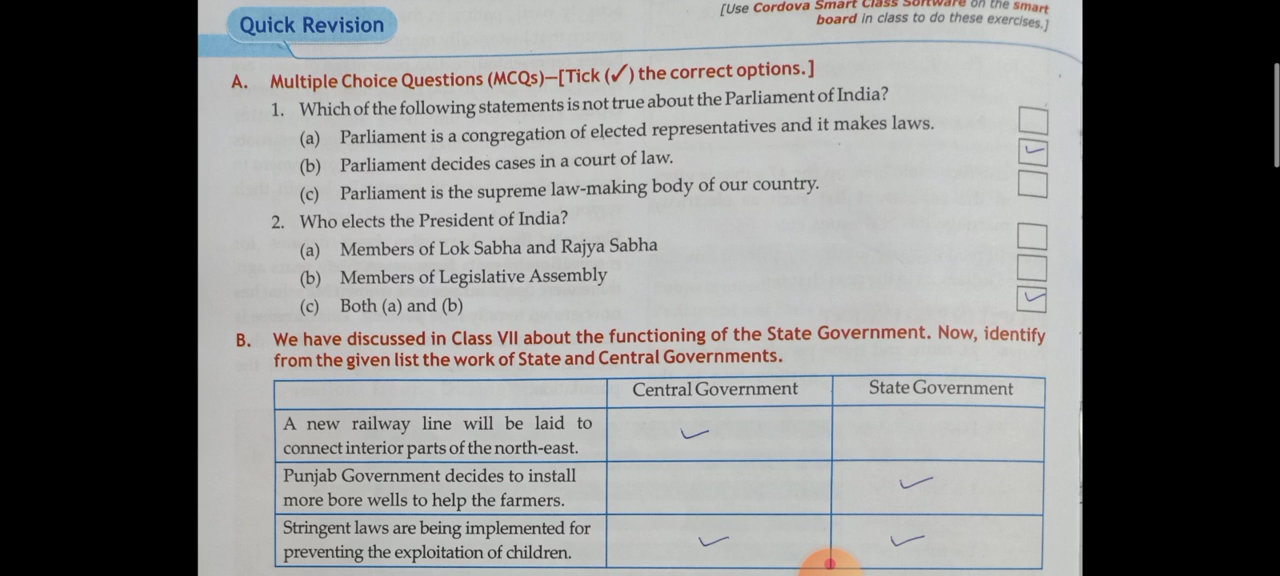 [Use Cordova Smart Class Software on the smart
Quick Revision
board in class to do these exercises.]
A. Multiple Choice Questions (MCQs)–[Tick (✓) the correct options.]
1. Which of the following statements is not true about the Parliament of India?
(a) Parliament is a congregation of elected representatives and it makes laws.
(b) Parliament decides cases in a court of law. ✓
(c) Parliament is the supreme law-making body of our country.
2. Who elects the President of India?
(a) Members of Lok Sabha and Rajya Sabha
(b) Members of Legislative Assembly
(c) Both (a) and (b) ✓
B. We have discussed in Class VII about the functioning of the State Government. Now, identify
from the given list the work of State and Central Governments.
Central Government State Government
A new railway line will be laid to ✓
connect interior parts of the north-east.
Punjab Government decides to install ✓
more bore wells to help the farmers.
Stringent laws are being implemented for ✓ ✓
preventing the exploitation of children.